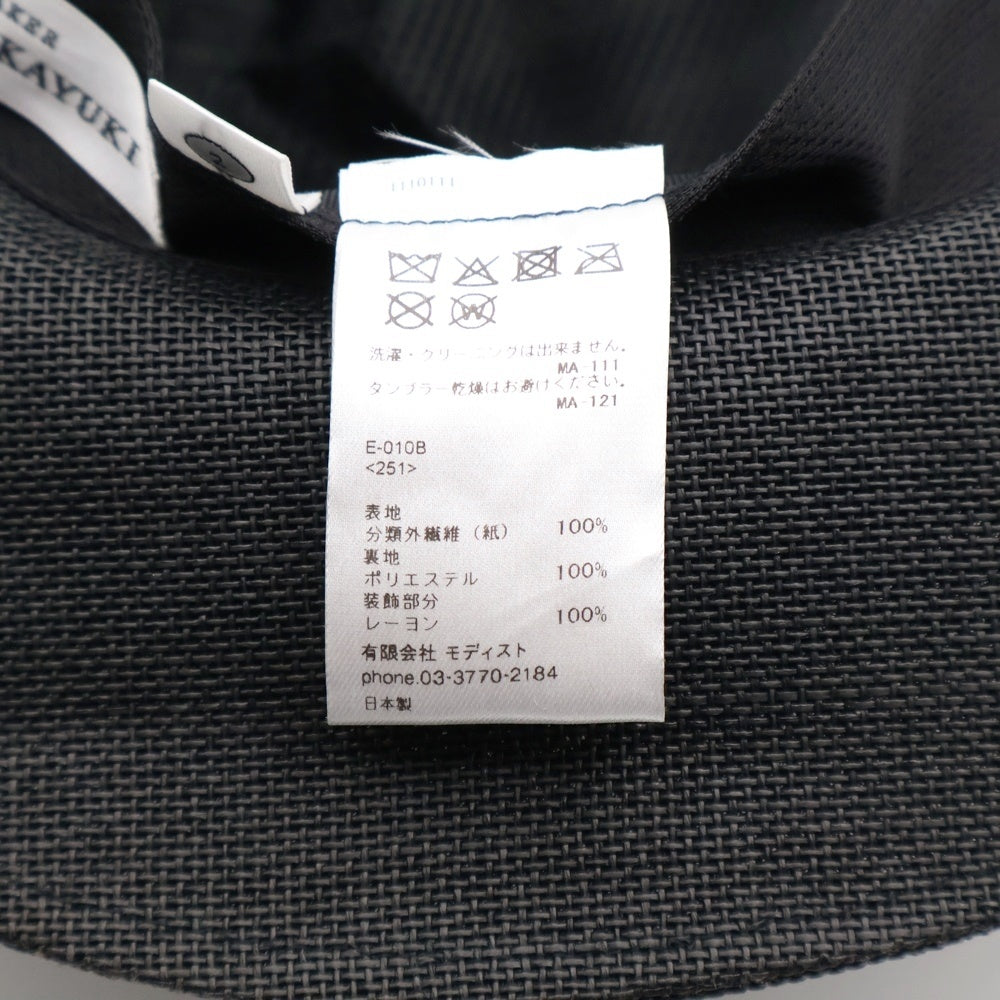 KAYUKI
2
洗濯・クリーニングは出来ません。
MA-111
タンブラー乾燥はお避けください。
MA-121
E-010B
<251>
表地
分類外繊維（紙） 100%
裏地
ポリエステル 100%
装飾部分
レーヨン 100%
有限会社 モディスト
phone.03-3770-2184
日本製